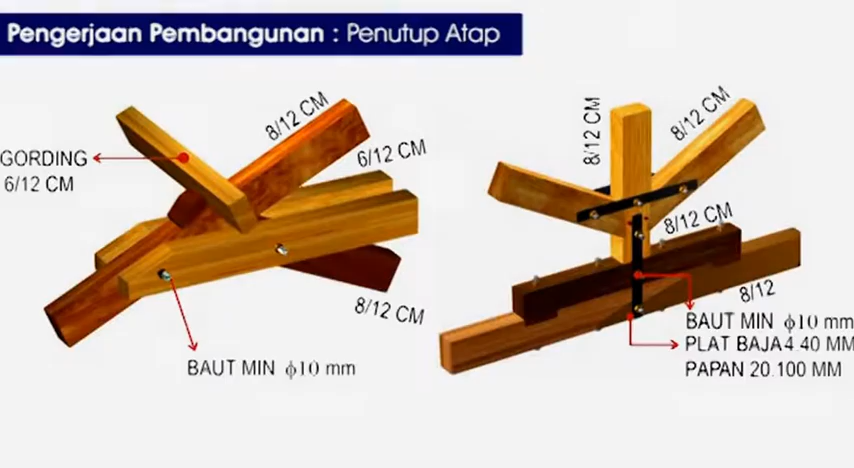 Pengerjaan Pembangunan : Penutup Atap
GORDING
6/12 CM
8/12 CM
6/12 CM
8/12 CM
BAUT MIN ϕ10 mm
8/12 CM
8/12 CM
8/12 CM
8/12
BAUT MIN ϕ10 mm
PLAT BAJA 4.40 MM
PAPAN 20.100 MM